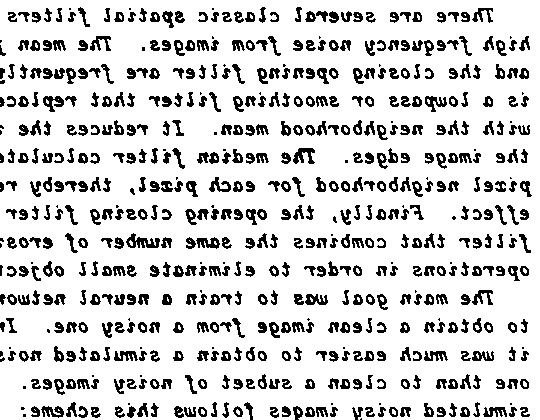 There are several classic spatial filters
high frequency noise from images. The mean
and the closing opening filter are frequently
is a lowpass or smoothing filter that replace
with the neighborhood mean. It reduces the
the image edges. The median filter calculate
pixel neighborhood for each pixel, thereby re
effect. Finally, the opening closing filter
filter that combines the same number of eros
operations in order to eliminate small objec
The main goal was to train a neural networ
to obtain a clean image from a noisy one. In
it was much easier to obtain a simulated nois
one than to clean a subset of noisy images.
simulated noisy images follows this scheme: